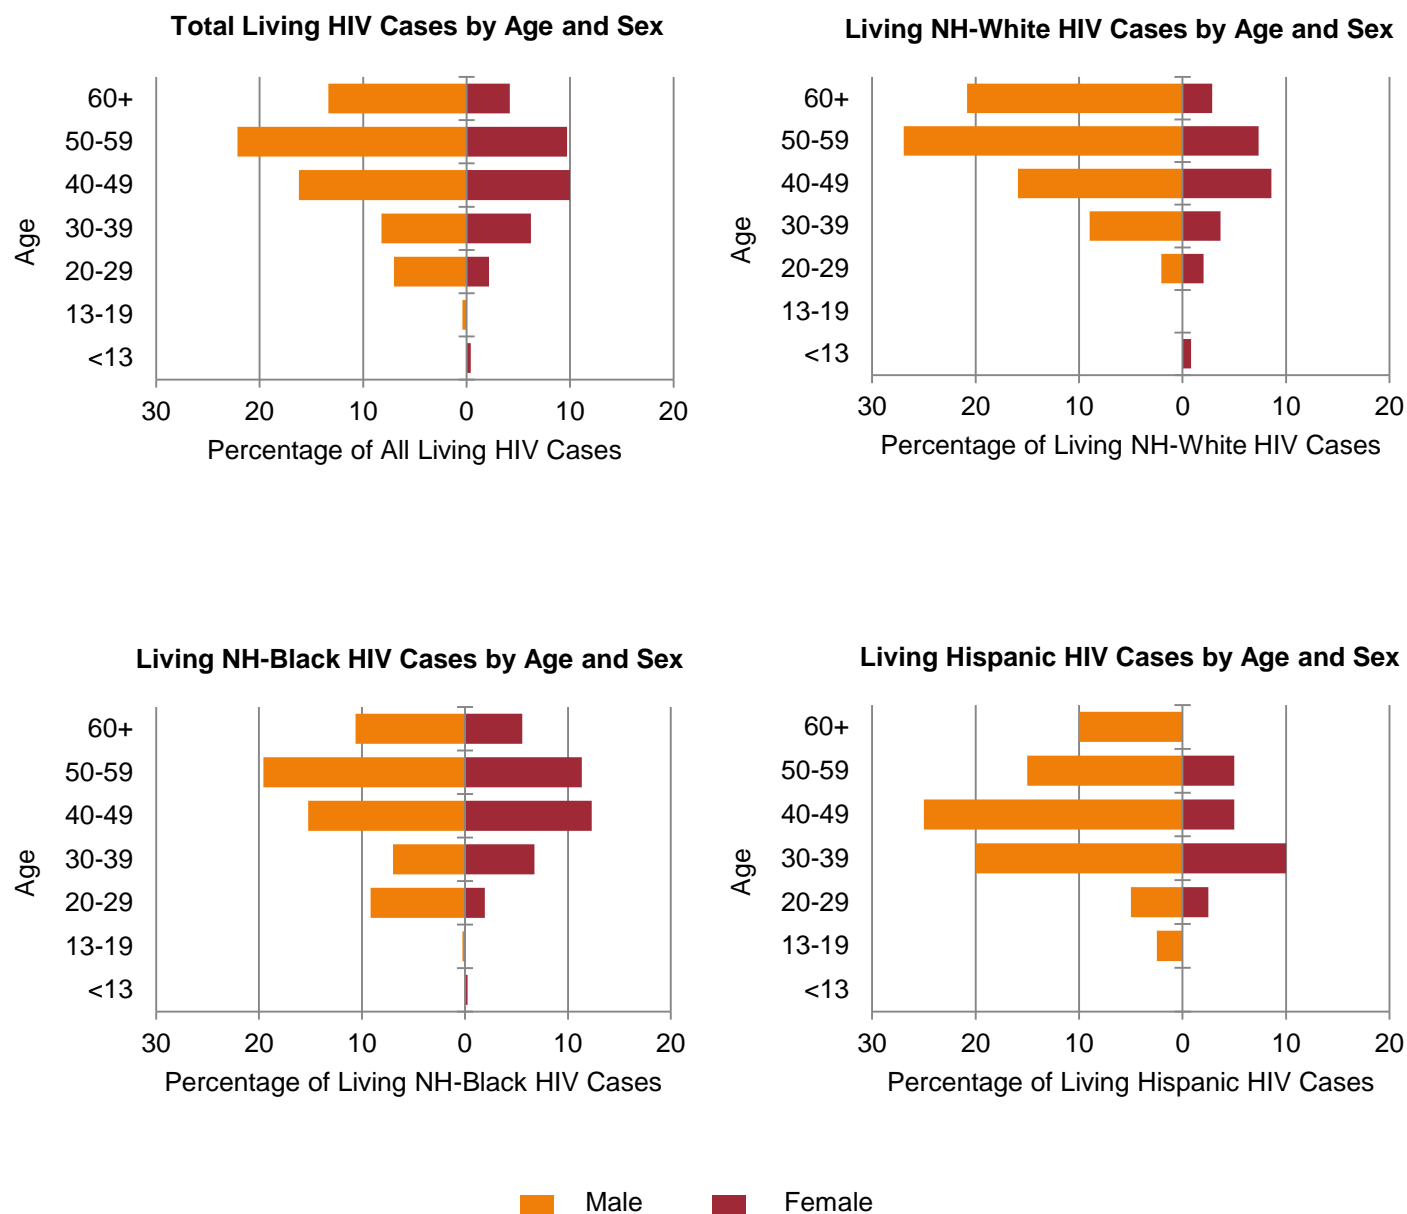 Total Living HIV Cases by Age and Sex
60+
50-59
40-49
30-39
20-29
13-19
<13
Age
30 20 10 0 10 20
Percentage of All Living HIV Cases
Living NH-White HIV Cases by Age and Sex
60+
50-59
40-49
30-39
20-29
13-19
<13
Age
30 20 10 0 10 20
Percentage of Living NH-White HIV Cases
Living NH-Black HIV Cases by Age and Sex
60+
50-59
40-49
30-39
20-29
13-19
<13
Age
30 20 10 0 10 20
Percentage of Living NH-Black HIV Cases
Living Hispanic HIV Cases by Age and Sex
60+
50-59
40-49
30-39
20-29
13-19
<13
Age
30 20 10 0 10 20
Percentage of Living Hispanic HIV Cases
Male Female